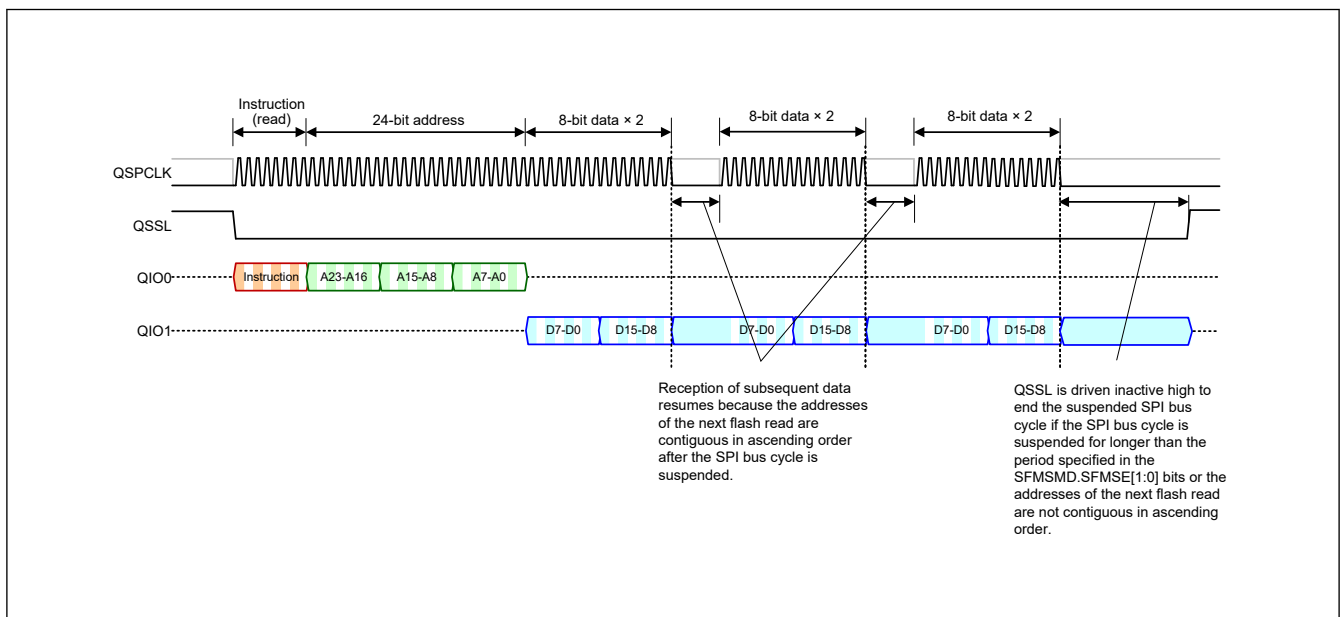 Instruction
(read)
24-bit address
8-bit data × 2
8-bit data × 2
8-bit data × 2
QSPCLK
QSSL
QIO0
Instruction
A23-A16
A15-A8
A7-A0
QIO1
D7-D0
D15-D8
D7-D0
D15-D8
D7-D0
D15-D8
Reception of subsequent data
resumes because the addresses
of the next flash read are
contiguous in ascending order
after the SPI bus cycle is
suspended.
QSSL is driven inactive high to
end the suspended SPI bus
cycle if the SPI bus cycle is
suspended for longer than the
period specified in the
SFMSMD.SFMSE[1:0] bits or the
addresses of the next flash read
are not contiguous in ascending
order.